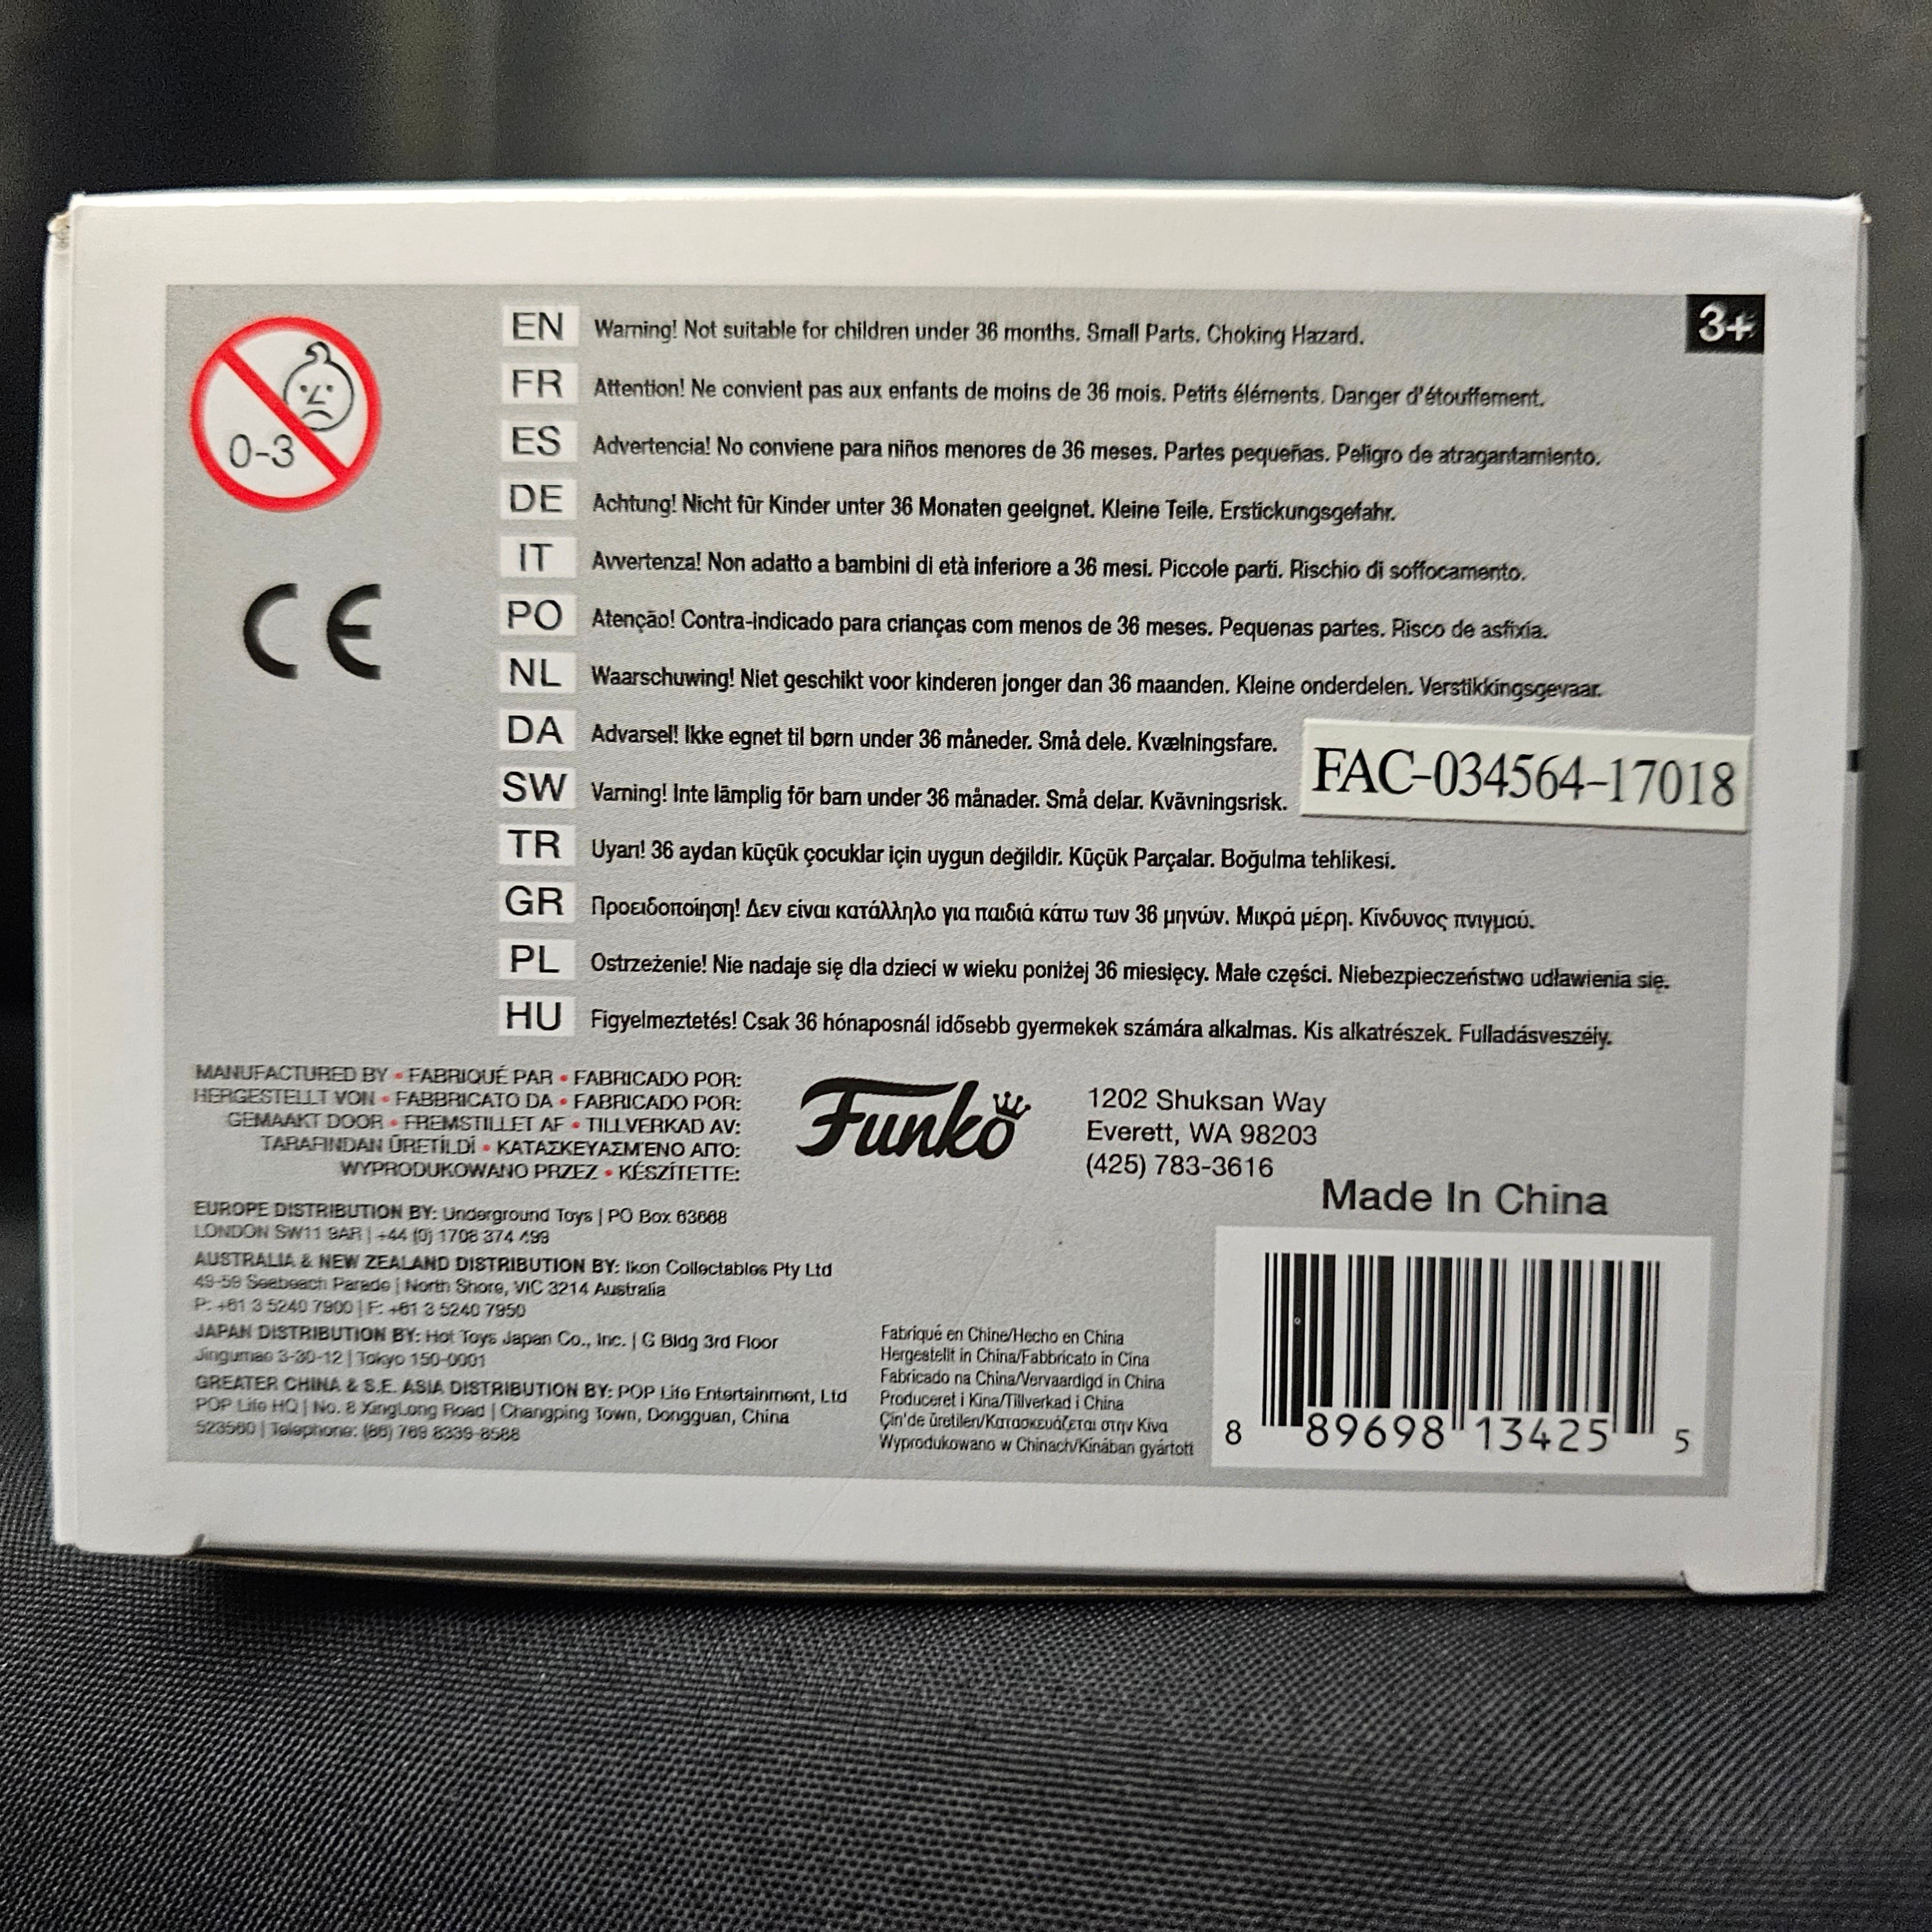 3+
0-3
CE
EN Warning! Not suitable for children under 36 months. Small Parts. Choking Hazard.
FR Attention! Ne convient pas aux enfants de moins de 36 mois. Petits éléments. Danger d'étouffement.
ES Advertencia! No conviene para niños menores de 36 meses. Partes pequeñas. Peligro de atragantamiento.
DE Achtung! Nicht für Kinder unter 36 Monaten geeignet. Kleine Teile. Erstickungsgefahr.
IT Avvertenza! Non adatto a bambini di età inferiore a 36 mesi. Piccole parti. Rischio di soffocamento.
PO Atenção! Contra-indicado para crianças com menos de 36 meses. Pequenas partes. Risco de asfixia.
NL Waarschuwing! Niet geschikt voor kinderen jonger dan 36 maanden. Kleine onderdelen. Verstikkingsgevaar.
DA Advarsel! Ikke egnet til børn under 36 måneder. Små dele. Kvælningsfare.
SW Varning! Inte lämplig för barn under 36 månader. Små delar. Kvävningsrisk.
FAC-034564-17018
TR Uyarı! 36 aydan küçük çocuklar için uygun değildir. Küçük Parçalar. Boğulma tehlikesi.
GR Προειδοποίηση! Δεν είναι κατάλληλο για παιδιά κάτω των 36 μηνών. Μικρά μέρη. Κίνδυνος πνιγμού.
PL Ostrzeżenie! Nie nadaje się dla dzieci w wieku poniżej 36 miesięcy. Małe części. Niebezpieczeństwo udławienia się.
HU Figyelmeztetés! Csak 36 hónaposnál idősebb gyermekek számára alkalmas. Kis alkatrészek. Fulladásveszély.
MANUFACTURED BY • FABRIQUÉ PAR • FABRICADO POR:
HERGESTELLT VON • FABBRICATO DA • FABRICADO POR:
GEMAAKT DOOR • FREMSTILLET AF • TILLVERKAD AV:
TARAFINDAN ÜRETİLDİ • ΚΑΤΑΣΚΕΥΑΣΜΈΝΟ ΑΠΌ:
WYPRODUKOWANO PRZEZ • KÉSZÍTETTE:
Funko
1202 Shuksan Way
Everett, WA 98203
(425) 783-3616
Made In China
EUROPE DISTRIBUTION BY: Underground Toys | PO Box 63668
LONDON SW11 9AR | +44 (0) 1708 374 499
AUSTRALIA & NEW ZEALAND DISTRIBUTION BY: Ikon Collectables Pty Ltd
49-59 Seabeach Parade | North Shore, VIC 3214 Australia
P: +61 3 5240 7900 | F: +61 3 5240 7950
JAPAN DISTRIBUTION BY: Hot Toys Japan Co., Inc. | G Bldg 3rd Floor
Jingumae 3-30-12 | Tokyo 150-0001
GREATER CHINA & S.E. ASIA DISTRIBUTION BY: POP Life Entertainment, Ltd
POP Life HQ | No. 8 XingLong Road | Changping Town, Dongguan, China
523560 | Telephone: (86) 769 8339-8588
Fabriqué en Chine/Hecho en China
Hergestellt in China/Fabbricato in Cina
Fabricado na China/Vervaardigd in China
Produceret i Kina/Tillverkad i China
Çin'de üretilen/Κατασκευάζεται στην Κίνα
Wyprodukowano w Chinach/Kínában gyártott
8 89698 13425 5